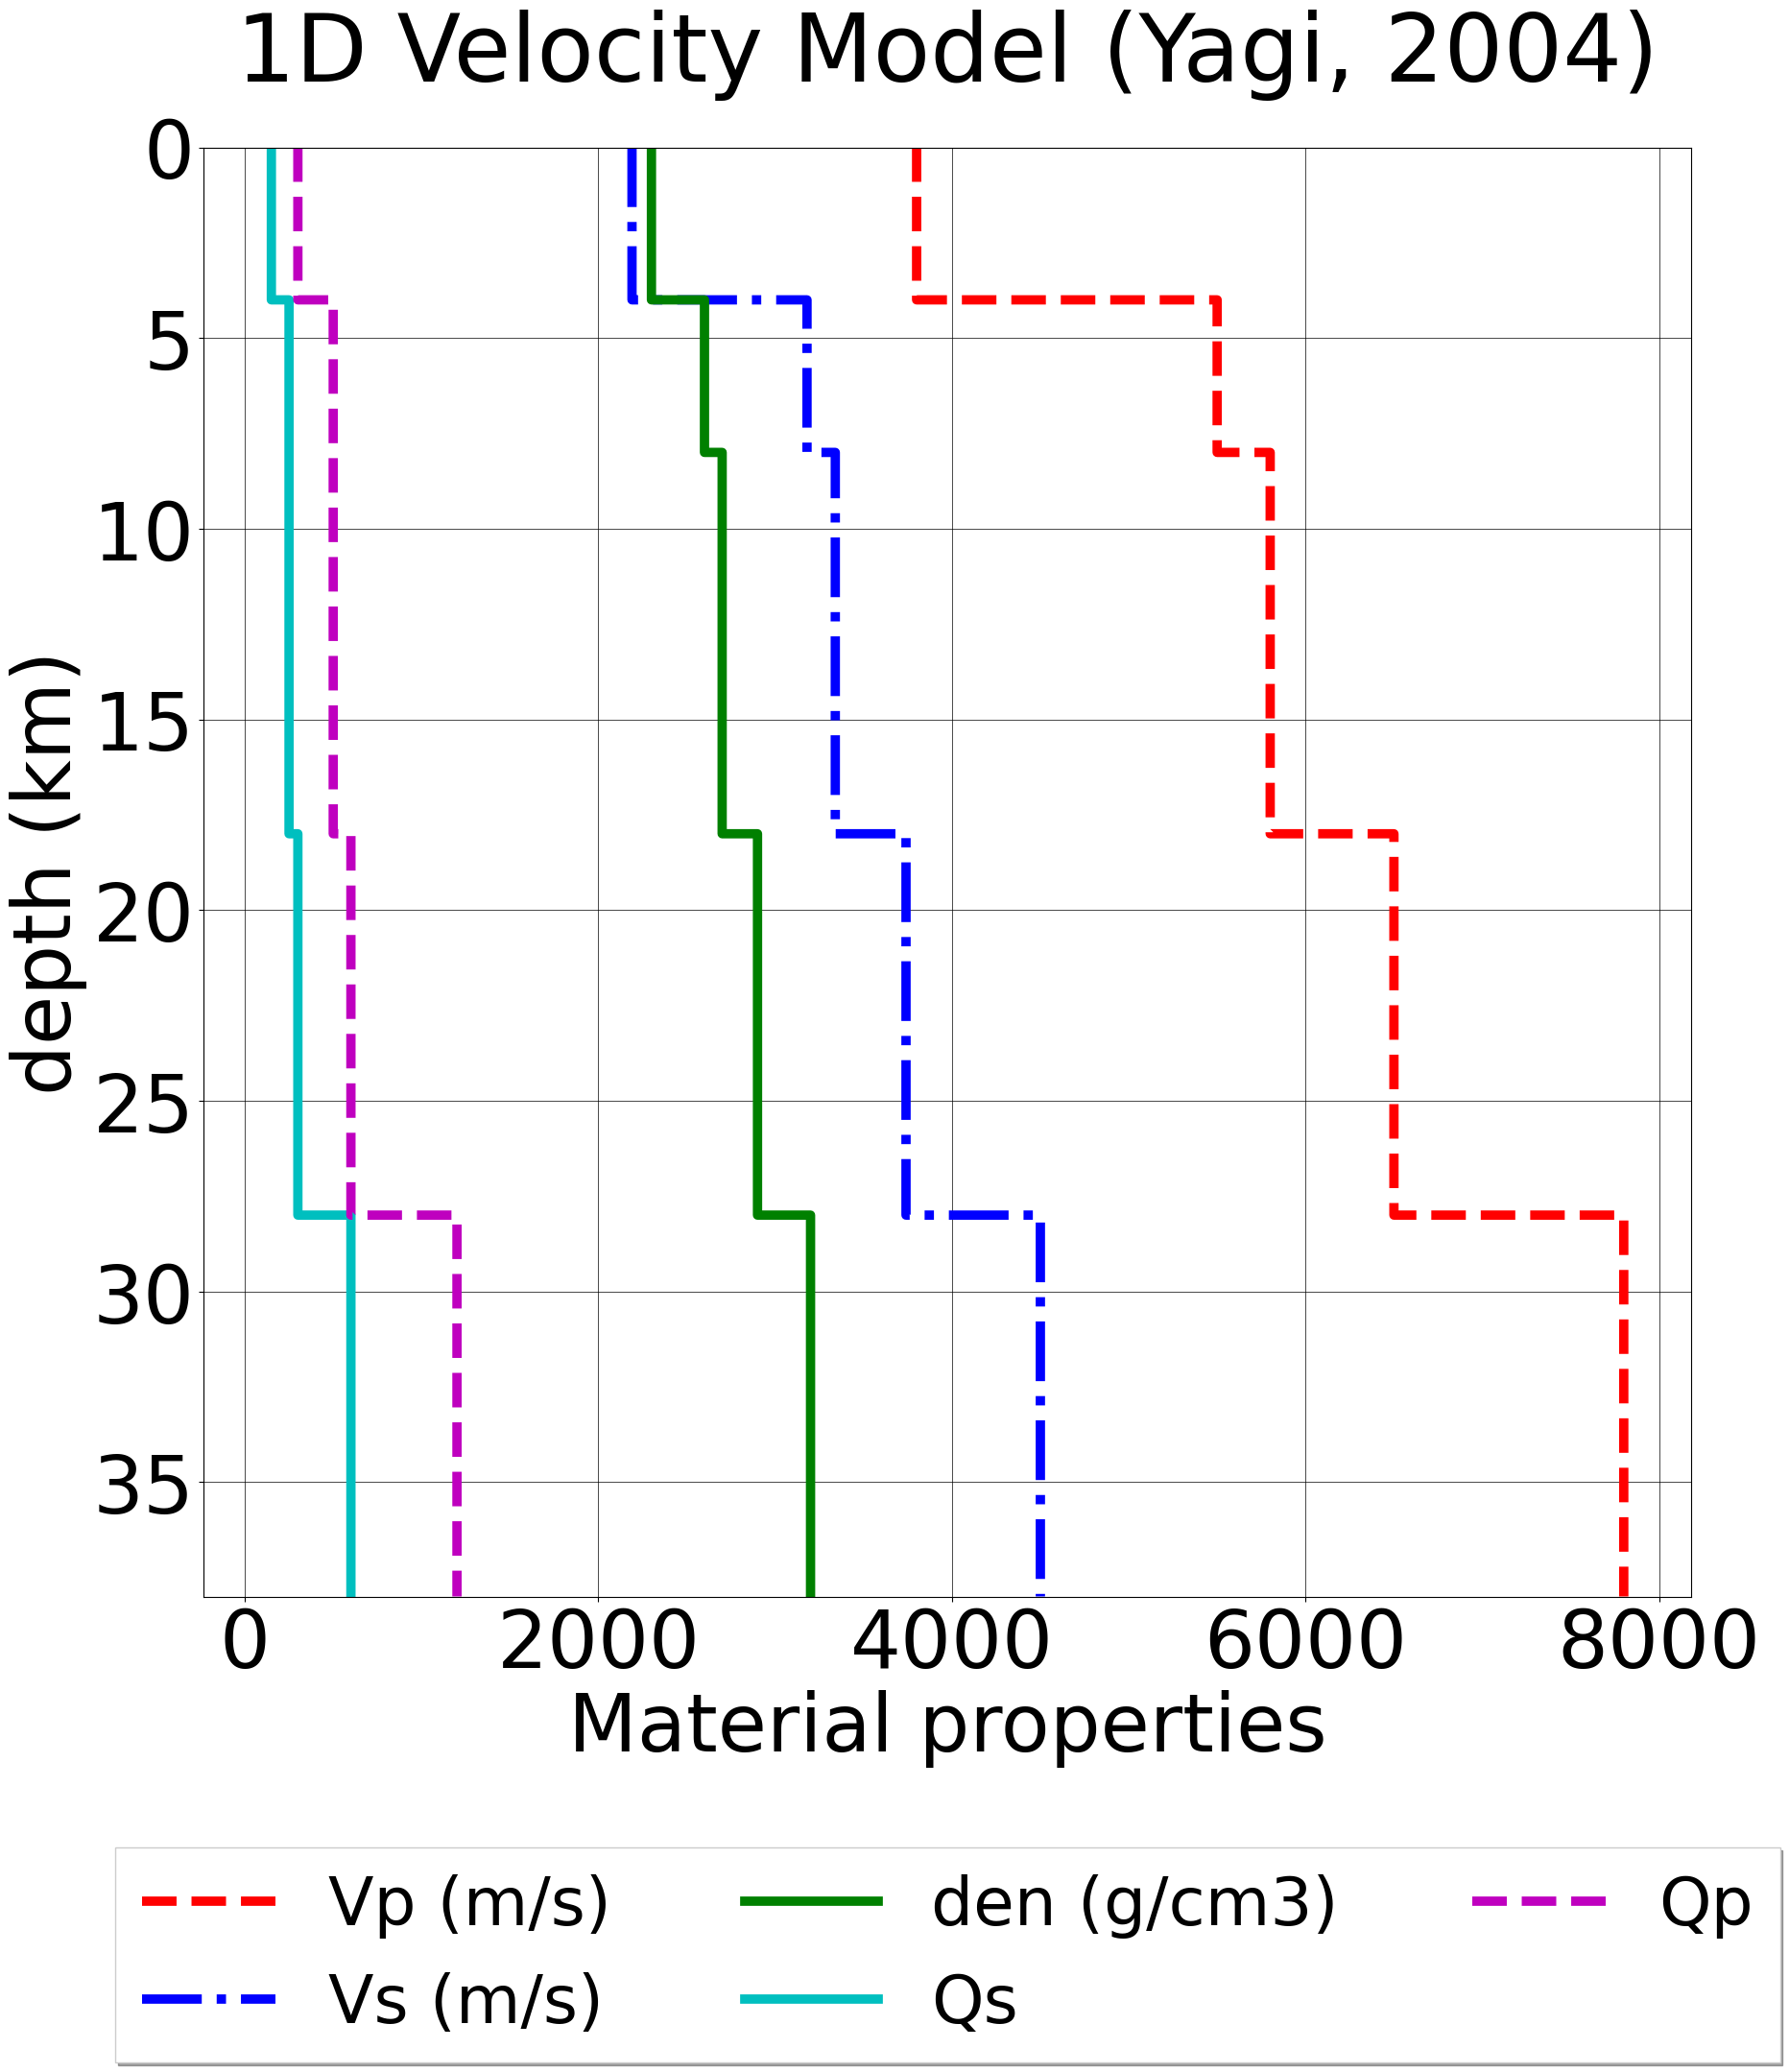 1D Velocity Model (Yagi, 2004)
0
5
10
15
20
25
30
35
depth (km)
0 2000 4000 6000 8000
Material properties
Vp (m/s) den (g/cm3) Qp
Vs (m/s) Qs